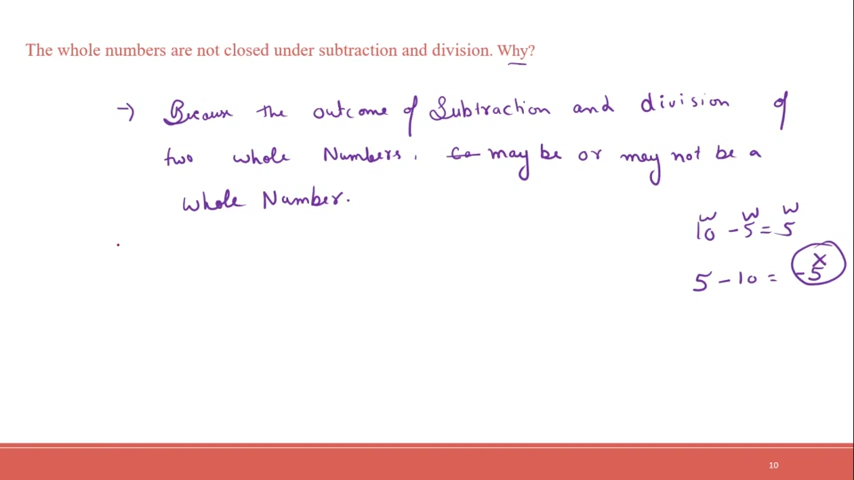 The whole numbers are not closed under subtraction and division. Why?
→ Because the outcome of Subtraction and division of
two whole Numbers. may be or may not be a
whole Number.
W W W
10 - 5 = 5
x
5 - 10 = -5
10